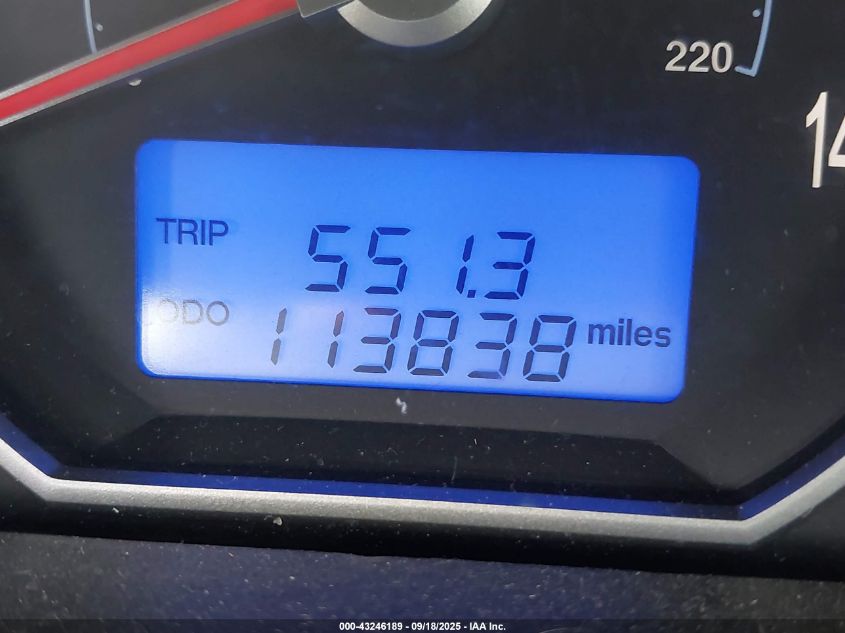 220
14
TRIP 551.3
ODO 113838 miles
000-43246189 - 09/18/2025 - IAA Inc.